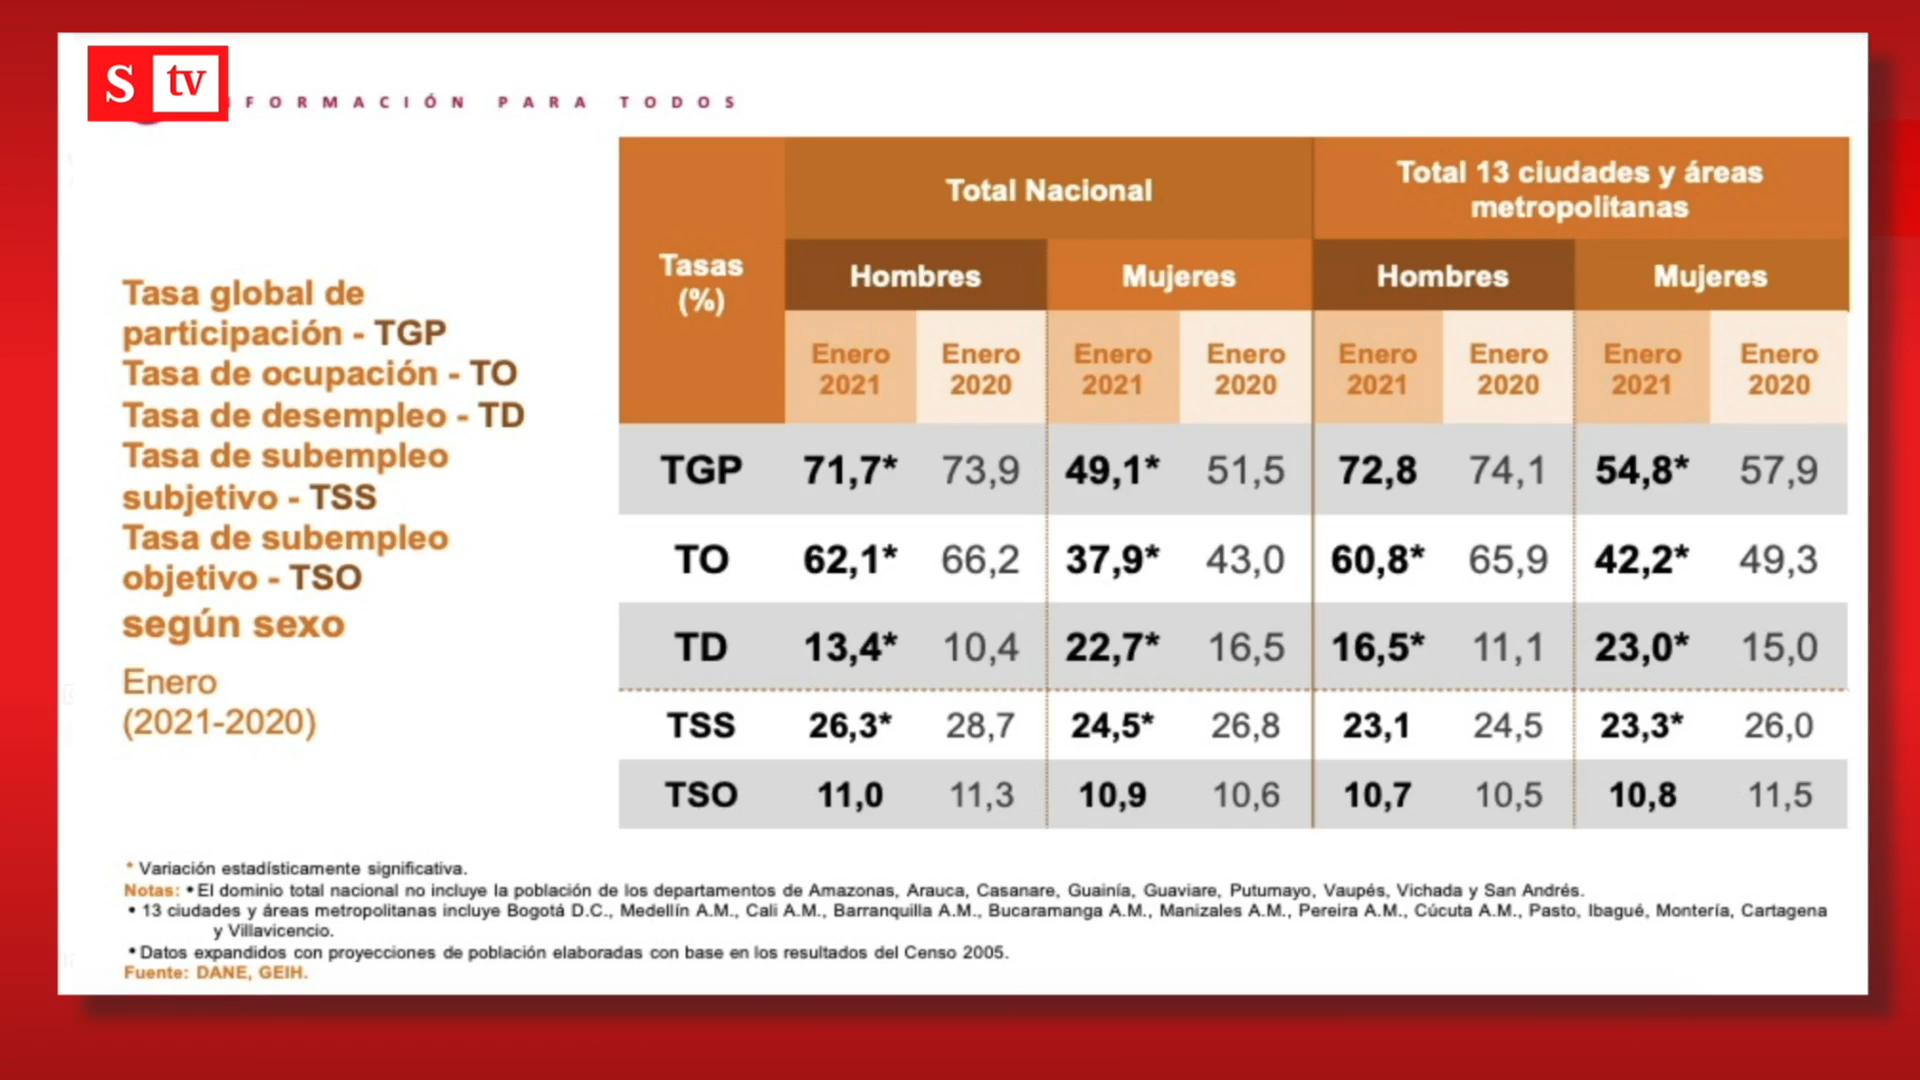 S tv
FORMACIÓN PARA TODOS
Tasa global de
participación - TGP
Tasa de ocupación - TO
Tasa de desempleo - TD
Tasa de subempleo
subjetivo - TSS
Tasa de subempleo
objetivo - TSO
según sexo
Enero
(2021-2020)
Tasas
(%)
Total Nacional
Total 13 ciudades y áreas
metropolitanas
Hombres Mujeres Hombres Mujeres
Enero Enero Enero Enero Enero Enero Enero Enero
2021 2020 2021 2020 2021 2020 2021 2020
TGP 71,7* 73,9 49,1* 51,5 72,8 74,1 54,8* 57,9
TO 62,1* 66,2 37,9* 43,0 60,8* 65,9 42,2* 49,3
TD 13,4* 10,4 22,7* 16,5 16,5* 11,1 23,0* 15,0
TSS 26,3* 28,7 24,5* 26,8 23,1 24,5 23,3* 26,0
TSO 11,0 11,3 10,9 10,6 10,7 10,5 10,8 11,5
* Variación estadísticamente significativa.
Notas: • El dominio total nacional no incluye la población de los departamentos de Amazonas, Arauca, Casanare, Guainía, Guaviare, Putumayo, Vaupés, Vichada y San Andrés.
• 13 ciudades y áreas metropolitanas incluye Bogotá D.C., Medellín A.M., Cali A.M., Barranquilla A.M., Bucaramanga A.M., Manizales A.M., Pereira A.M., Cúcuta A.M., Pasto, Ibagué, Montería, Cartagena
y Villavicencio.
• Datos expandidos con proyecciones de población elaboradas con base en los resultados del Censo 2005.
Fuente: DANE, GEIH.